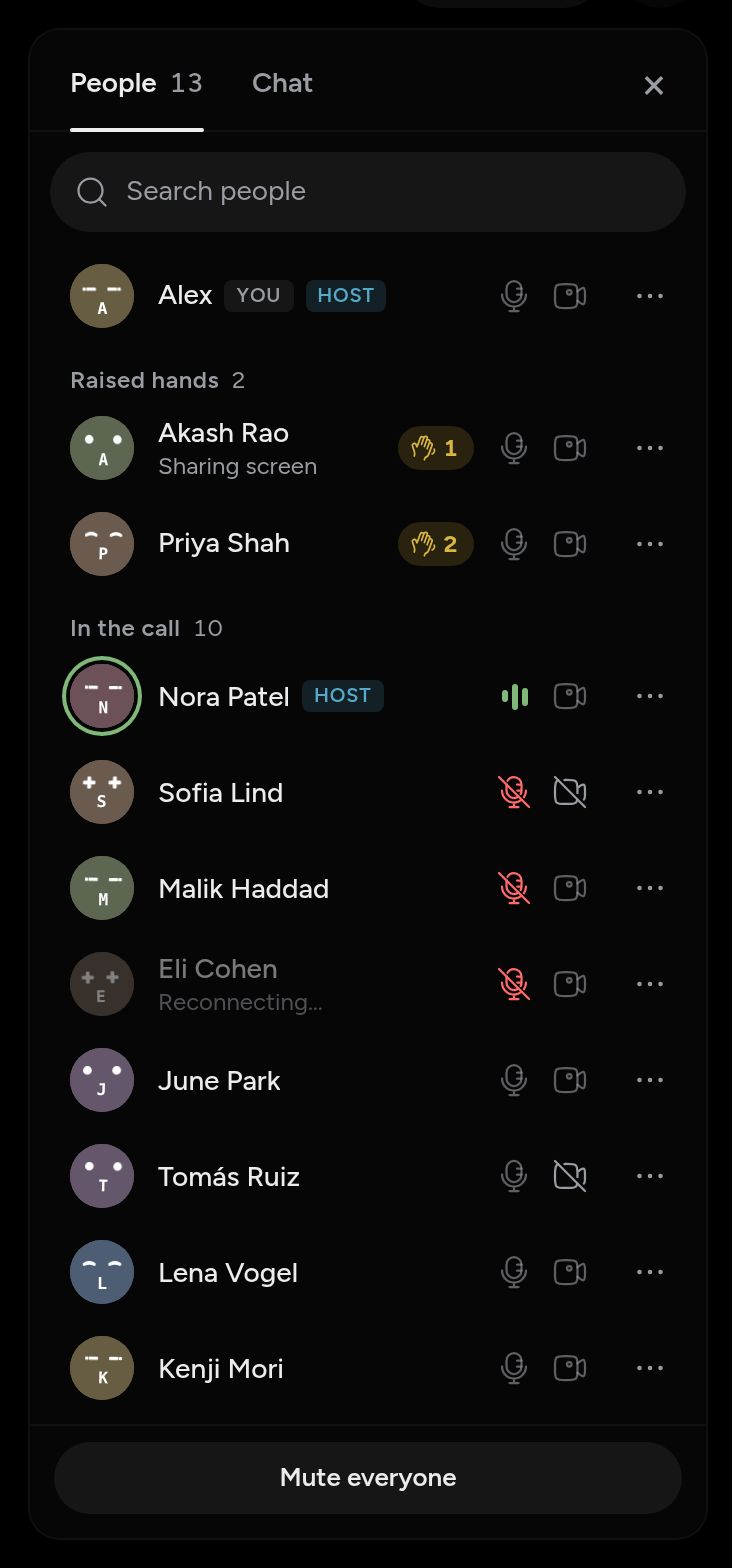 People 13 Chat
Search people
A
Alex YOU HOST
Raised hands 2
A
Akash Rao
Sharing screen
1
P
Priya Shah
2
In the call 10
N
Nora Patel HOST
S
Sofia Lind
M
Malik Haddad
E
Eli Cohen
Reconnecting...
J
June Park
T
Tomás Ruiz
L
Lena Vogel
K
Kenji Mori
Mute everyone